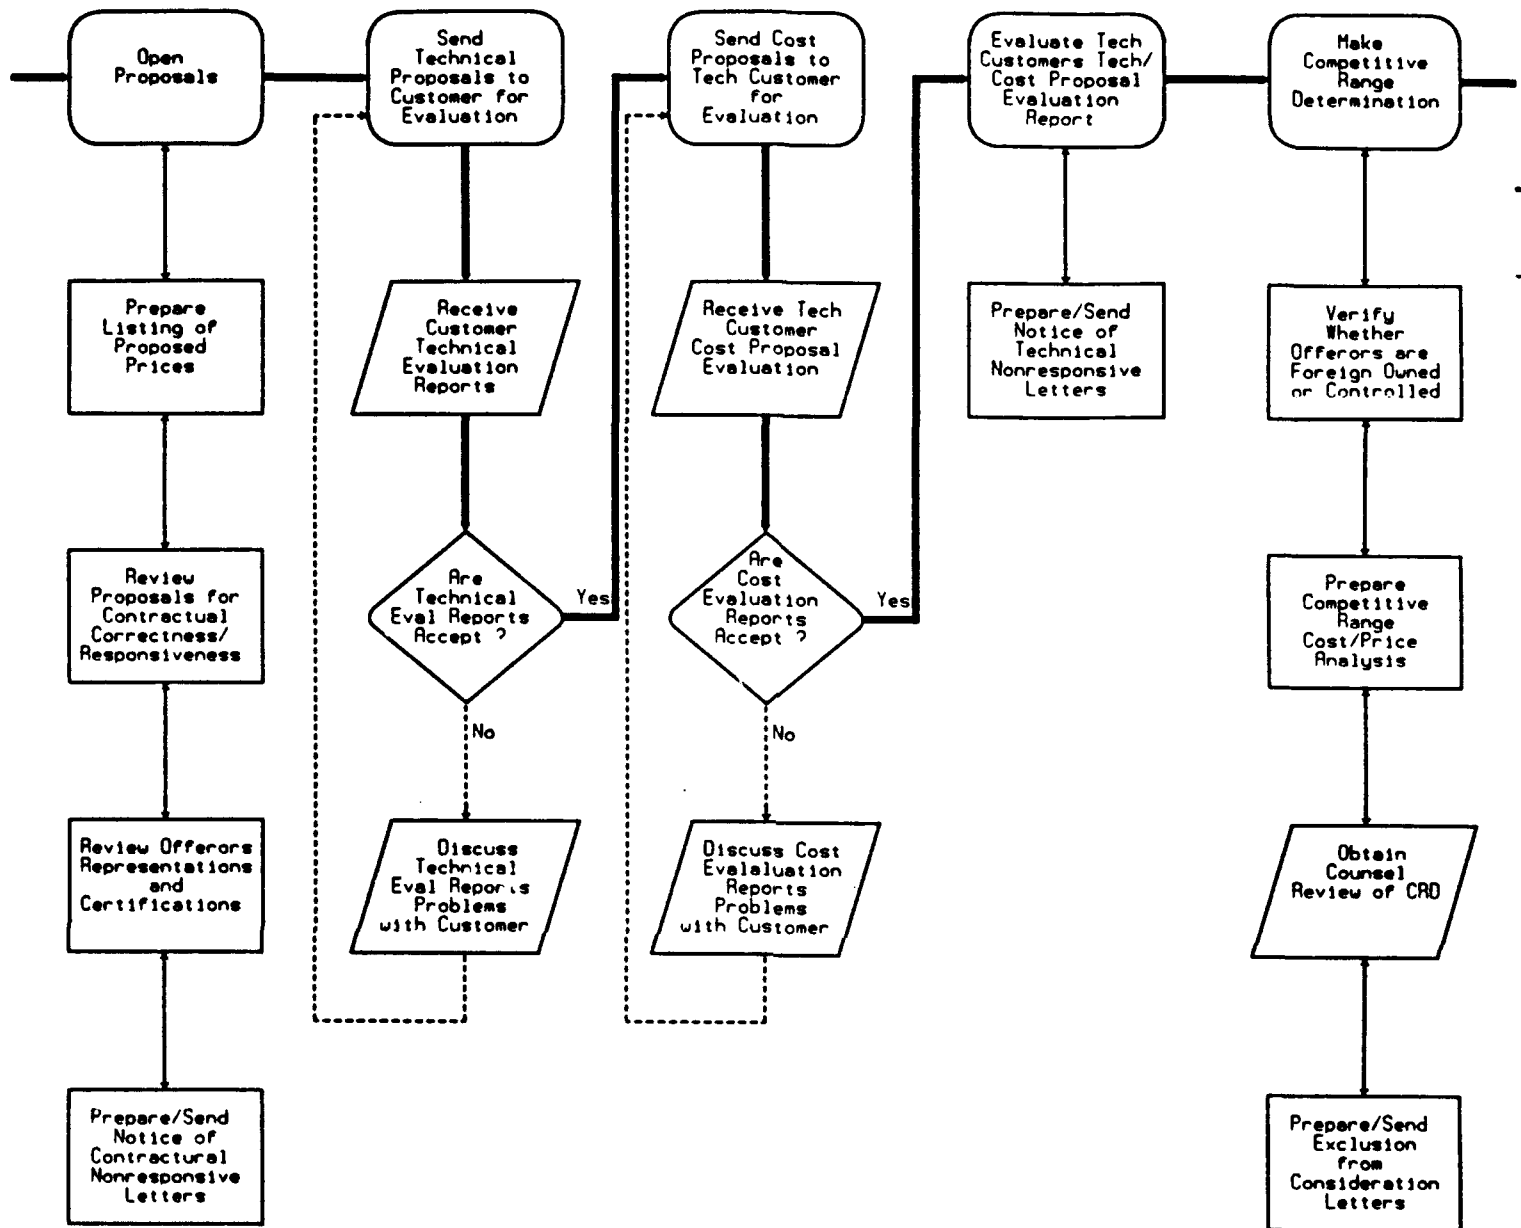 Open
Proposals
Send
Technical
Proposals to
Customer for
Evaluation
Send Cost
Proposals to
Tech Customer
for
Evaluation
Evaluate Tech
Customers Tech/
Cost Proposal
Evaluation
Report
Make
Competitive
Range
Determination
Prepare
Listing of
Proposed
Prices
Receive
Customer
Technical
Evaluation
Reports
Receive Tech
Customer
Cost Proposal
Evaluation
Prepare/Send
Notice of
Technical
Nonresponsive
Letters
Verify
Whether
Offerors are
Foreign Owned
or Controlled
Review
Proposals for
Contractual
Correctness/
Responsiveness
Are
Technical
Eval Reports
Accept ?
Yes
Are
Cost
Evaluation
Reports
Accept ?
Yes
Prepare
Competitive
Range
Cost/Price
Analysis
No
No
Review Offerors
Representations
and
Certifications
Discuss
Technical
Eval Reports
Problems
with Customer
Discuss Cost
Evalaluation
Reports
Problems
with Customer
Obtain
Counsel
Review of CRD
Prepare/Send
Notice of
Contractural
Nonresponsive
Letters
Prepare/Send
Exclusion
from
Consideration
Letters